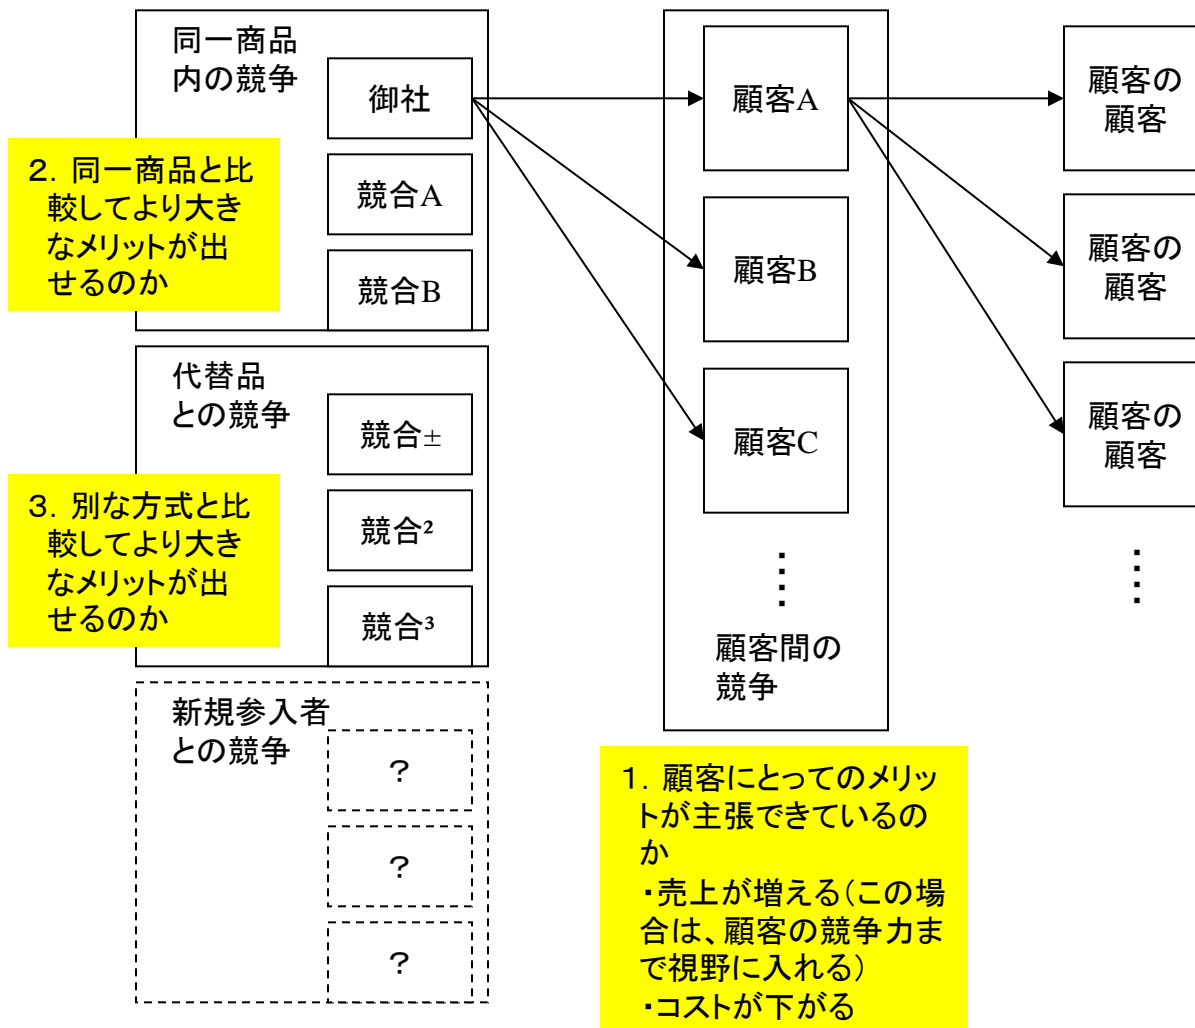 同一商品
内の競争
御社
競合A
競合B
2．同一商品と比
較してより大き
なメリットが出
せるのか
代替品
との競争
競合±
競合²
競合³
3．別な方式と比
較してより大き
なメリットが出
せるのか
新規参入者
との競争
？
？
？
顧客A
顧客B
顧客C
⋮
顧客間の
競争
1．顧客にとってのメリッ
トが主張できているの
か
・売上が増える(この場
合は、顧客の競争力ま
で視野に入れる)
・コストが下がる
顧客の
顧客
顧客の
顧客
顧客の
顧客
⋮